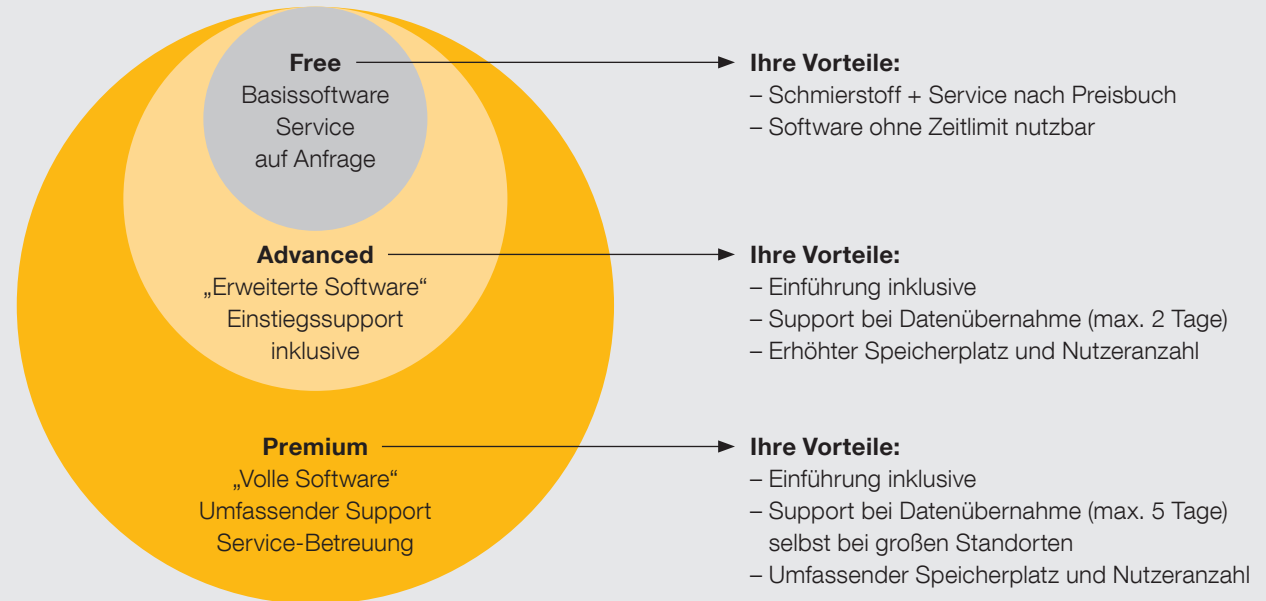 Free
Basissoftware
Service
auf Anfrage
Ihre Vorteile:
– Schmierstoff + Service nach Preisbuch
– Software ohne Zeitlimit nutzbar
Advanced
„Erweiterte Software“
Einstiegssupport
inklusive
Ihre Vorteile:
– Einführung inklusive
– Support bei Datenübernahme (max. 2 Tage)
– Erhöhter Speicherplatz und Nutzeranzahl
Premium
„Volle Software“
Umfassender Support
Service-Betreuung
Ihre Vorteile:
– Einführung inklusive
– Support bei Datenübernahme (max. 5 Tage)
selbst bei großen Standorten
– Umfassender Speicherplatz und Nutzeranzahl